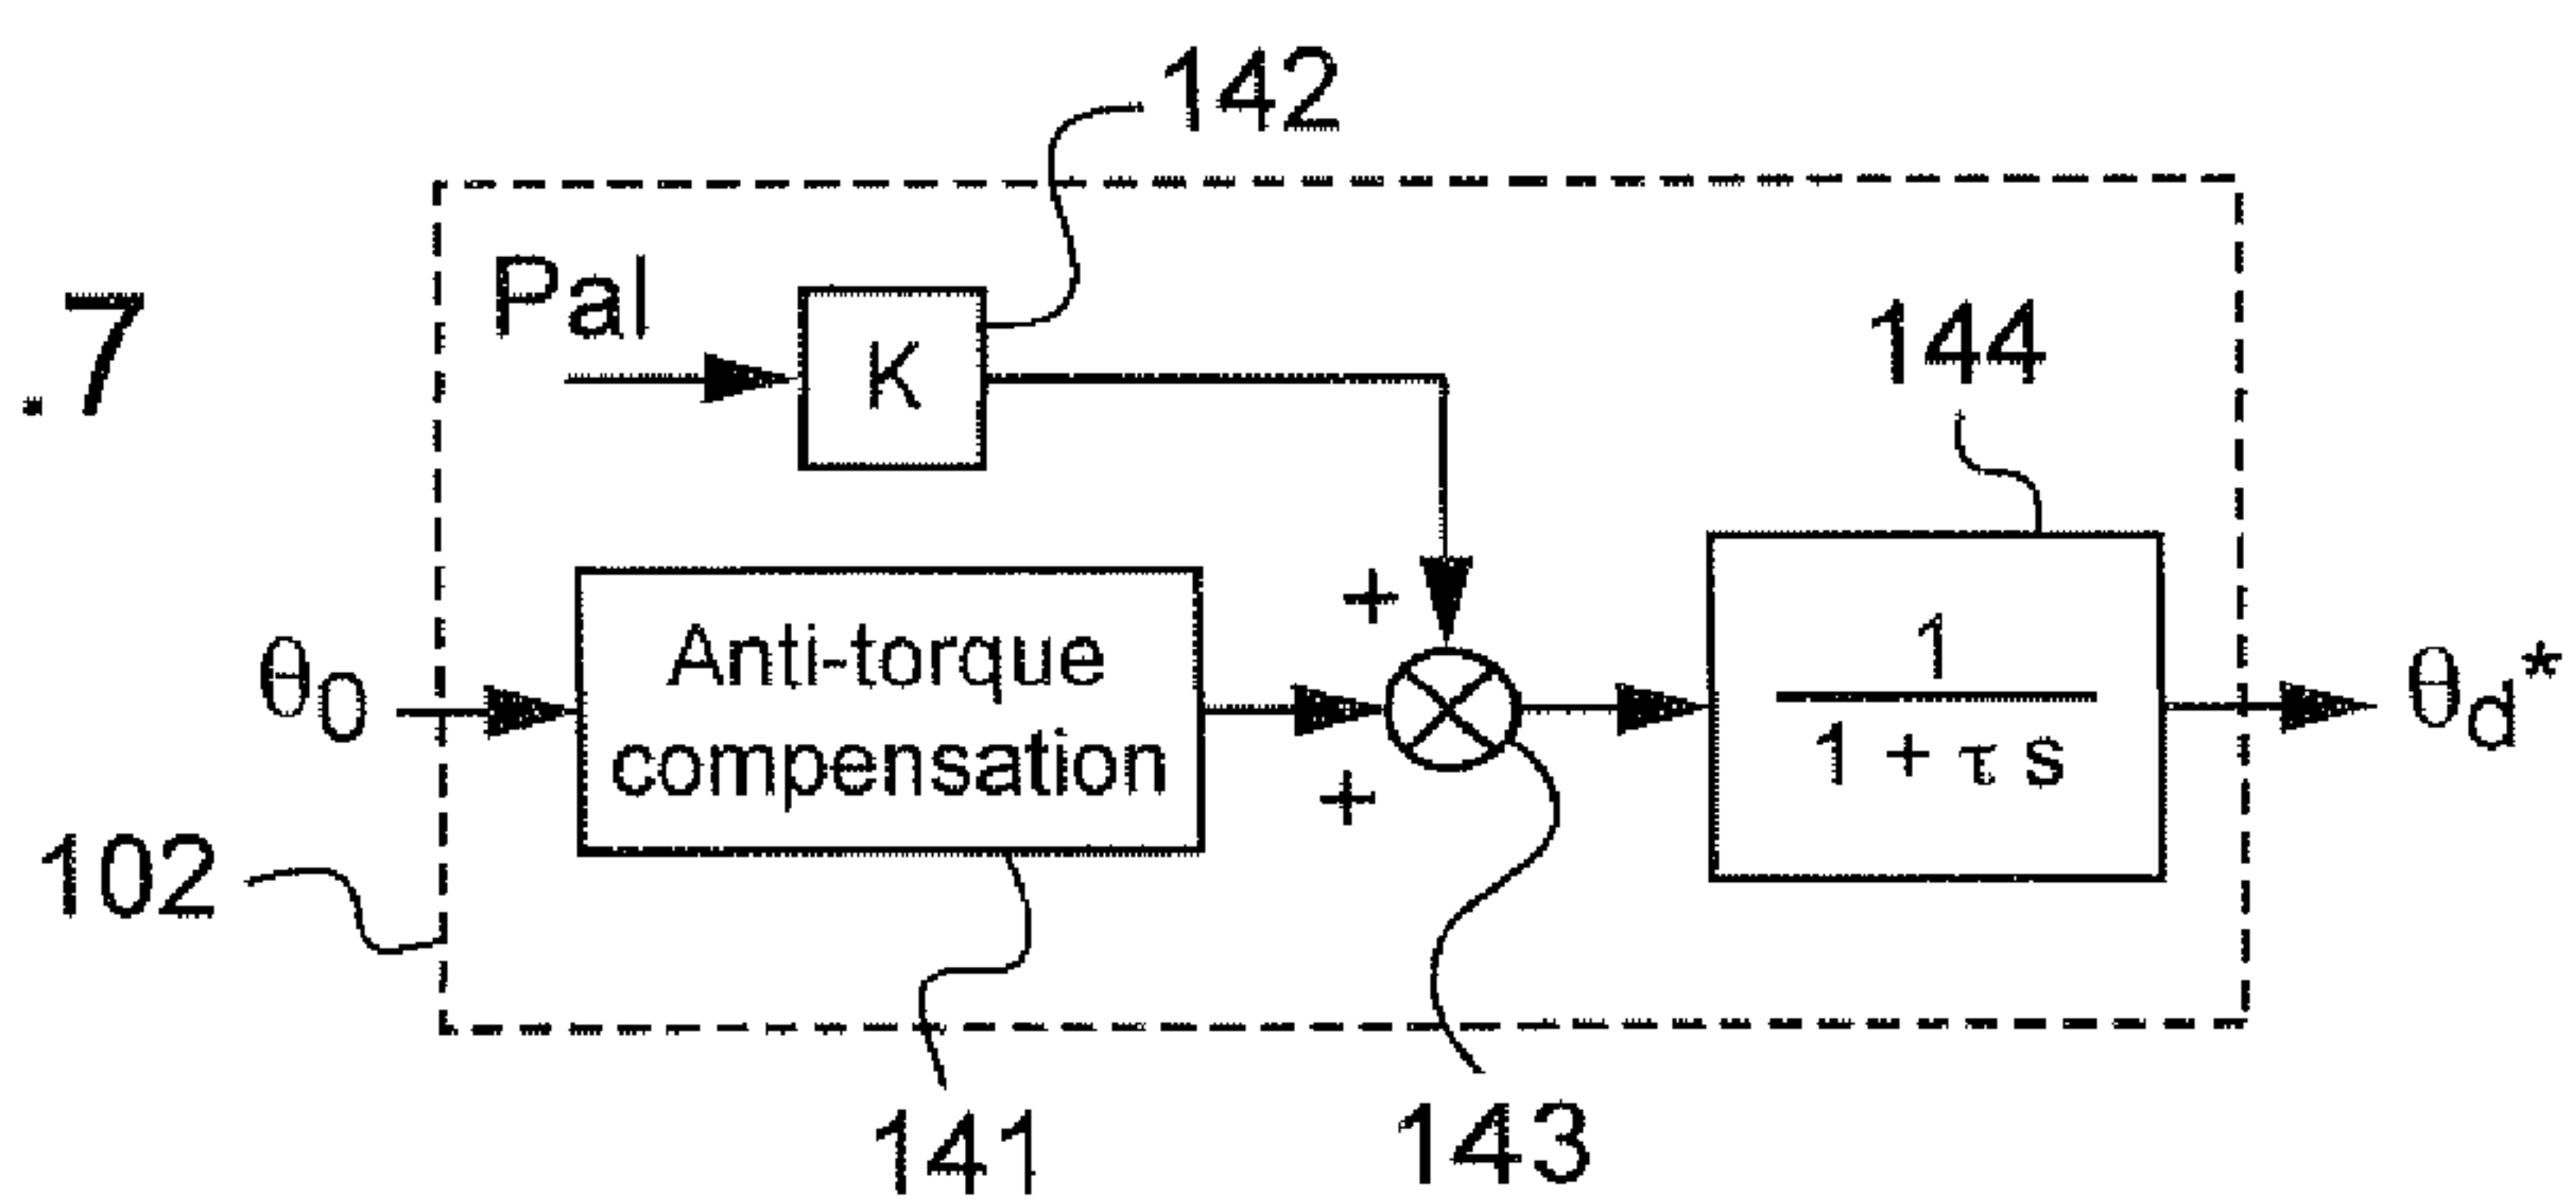 142
.7
Pal
K
144
θ0
Anti-torque
compensation
+
+
1
1 + τ s
θd*
102
141
143